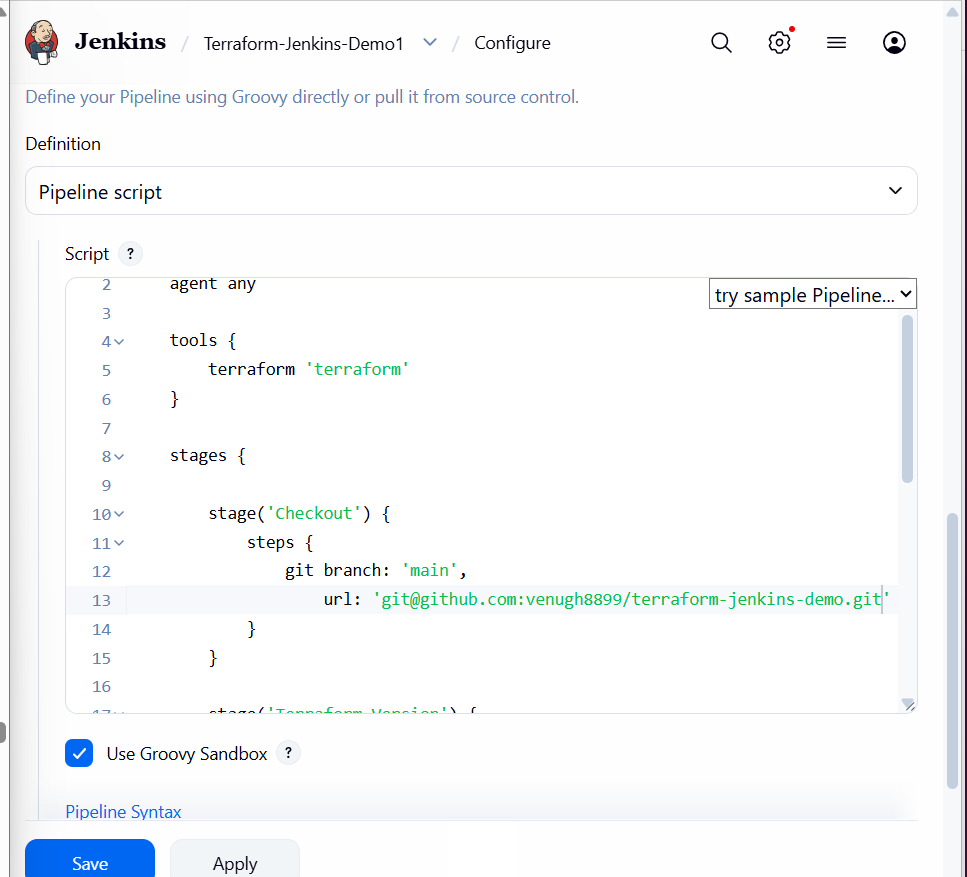 Jenkins / Terraform-Jenkins-Demo1 / Configure
Define your Pipeline using Groovy directly or pull it from source control.
Definition
Pipeline script
Script ?
try sample Pipeline...
2 agent any
3
4 tools {
5 terraform 'terraform'
6 }
7
8 stages {
9
10 stage('Checkout') {
11 steps {
12 git branch: 'main',
13 url: 'git@github.com:venugh8899/terraform-jenkins-demo.git'
14 }
15 }
16
17 stage('Terraform Version') {
Use Groovy Sandbox ?
Pipeline Syntax
Save Apply